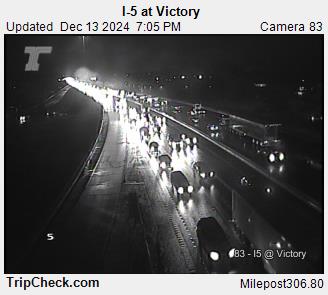 I-5 at Victory
Updated  Dec 13 2024  7:05 PM    Camera 83
T
S
83 - I5 @ Victory
TripCheck.com    Milepost306.80